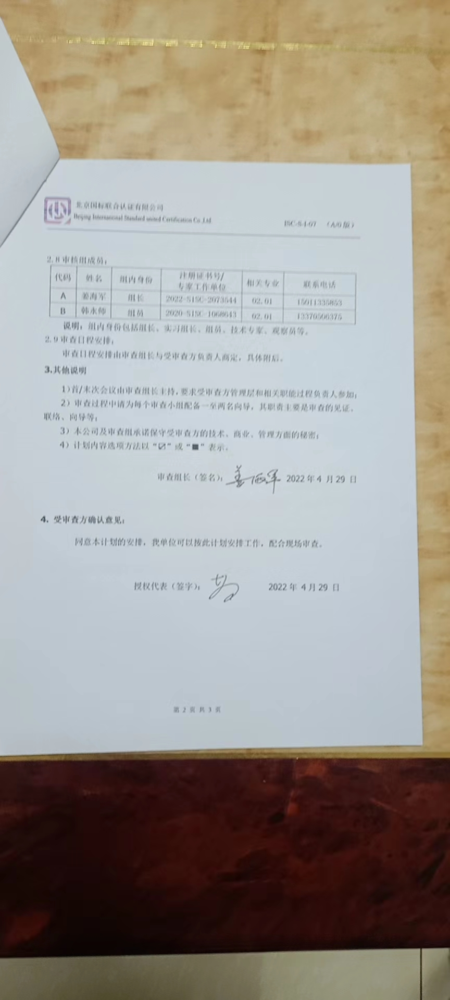 北京国标联合认证有限公司
Beijing International Standard united Certification Co.,Ltd.
ISC-S-I-07 （A/0版）
2.8审核组成员：
代码 姓名 组内身份 注册证书号/专家工作单位 相关专业 联系电话
A 姜海军 组长 2022-S1SC-2073544 02.01 15011335853
B 韩永师 组员 2020-S1SC-1068643 02.01 13370506375
说明：组内身份包括组长、实习组长、组员、技术专家、观察员等。
2.9审查日程安排：
审查日程安排由审查组长与受审查方负责人商定，具体附后。
3.其他说明
1)首/末次会议由审查组长主持，要求受审查方管理层和相关职能过程负责人参加；
2）审查过程中请为每个审查小组配备一至两名向导，其职责主要是审查的见证、
联络、向导等；
3）本公司及审查组承诺保守受审查方的技术、商业、管理方面的秘密；
4）计划内容选项方法以“☑”或“■”表示。
审查组长（签名）：姜海军 2022年4月29日
4. 受审查方确认意见：
同意本计划的安排，我单位可以按此计划安排工作，配合现场审查。
授权代表（签字）： 2022年4月29日
第 2 页 共 3 页